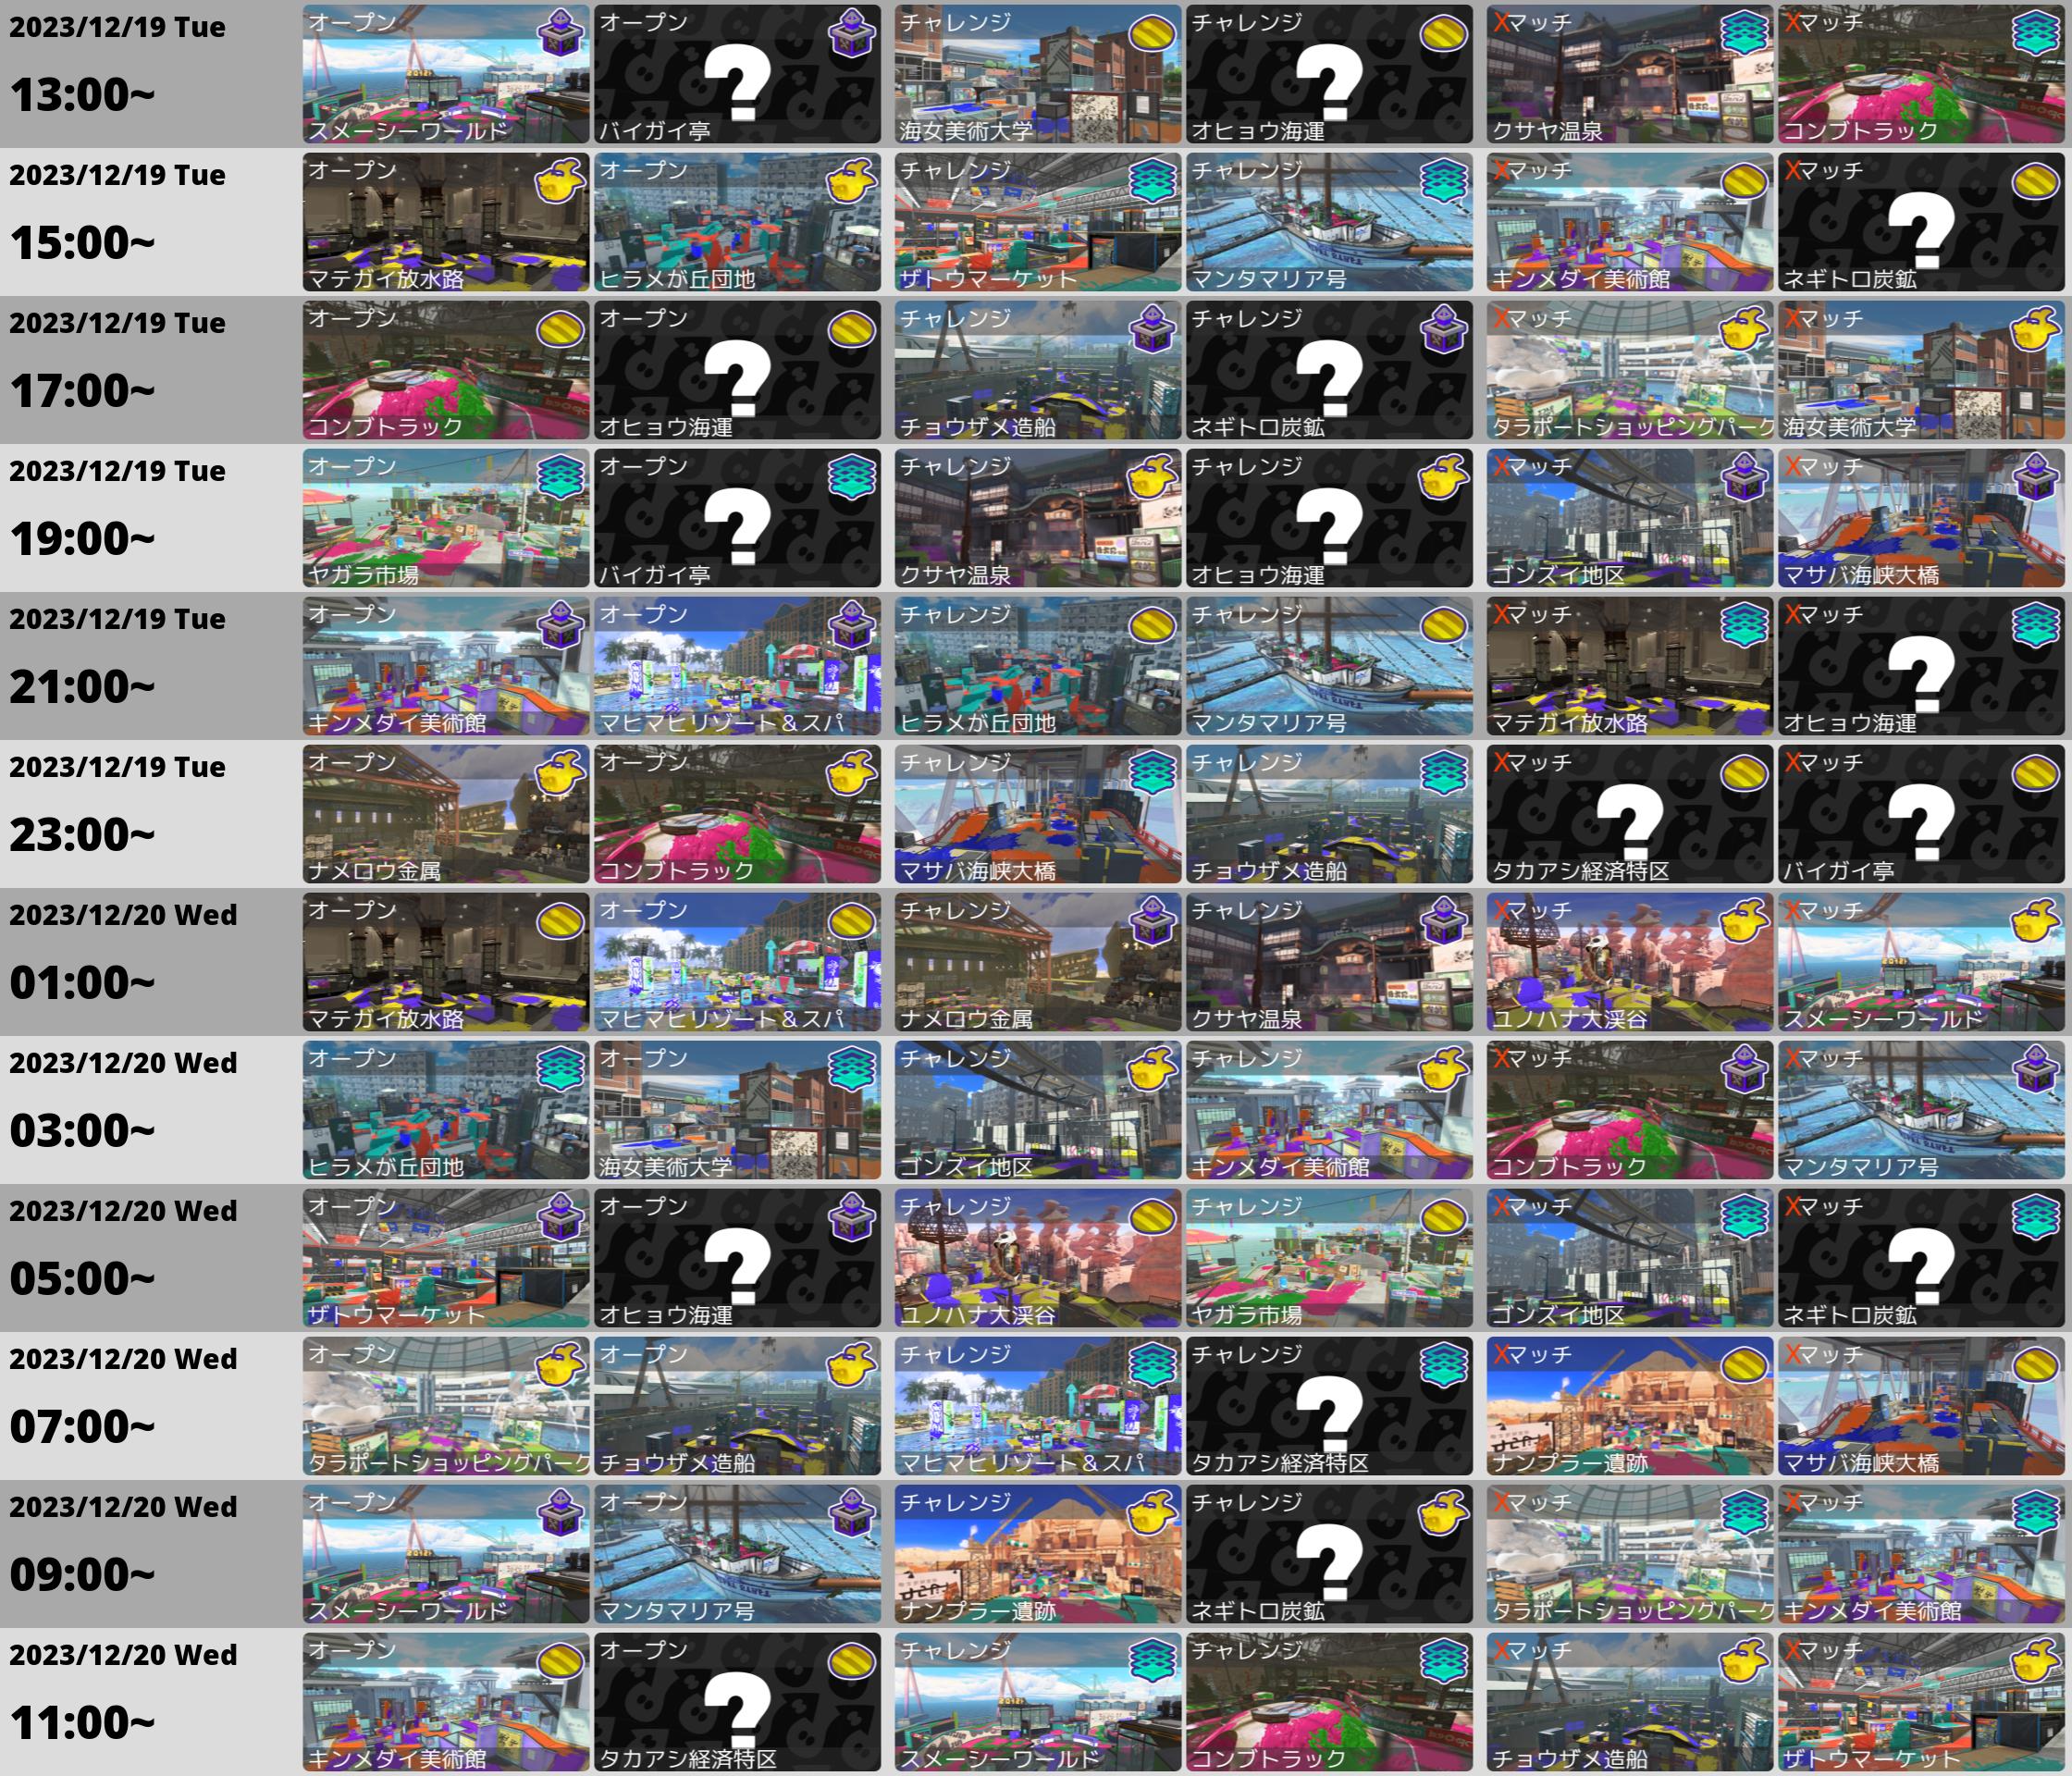 2023/12/19 Tue
13:00~
オープン
スメーシーワールド
オープン
バイガイ亭
チャレンジ
海女美術大学
チャレンジ
オヒョウ海運
Xマッチ
クサヤ温泉
Xマッチ
コンブトラック
2023/12/19 Tue
15:00~
オープン
マテガイ放水路
オープン
ヒラメが丘団地
チャレンジ
ザトウマーケット
チャレンジ
マンタマリア号
Xマッチ
キンメダイ美術館
Xマッチ
ネギトロ炭鉱
2023/12/19 Tue
17:00~
オープン
コンブトラック
オープン
オヒョウ海運
チャレンジ
チョウザメ造船
チャレンジ
ネギトロ炭鉱
Xマッチ
タラポートショッピングパーク
Xマッチ
海女美術大学
2023/12/19 Tue
19:00~
オープン
ヤガラ市場
オープン
バイガイ亭
チャレンジ
クサヤ温泉
チャレンジ
オヒョウ海運
Xマッチ
ゴンズイ地区
Xマッチ
マサバ海峡大橋
2023/12/19 Tue
21:00~
オープン
キンメダイ美術館
オープン
マヒマヒリゾート&スパ
チャレンジ
ヒラメが丘団地
チャレンジ
マンタマリア号
Xマッチ
マテガイ放水路
Xマッチ
オヒョウ海運
2023/12/19 Tue
23:00~
オープン
ナメロウ金属
オープン
コンブトラック
チャレンジ
マサバ海峡大橋
チャレンジ
チョウザメ造船
Xマッチ
タカアシ経済特区
Xマッチ
バイガイ亭
2023/12/20 Wed
01:00~
オープン
マテガイ放水路
オープン
マヒマヒリゾート&スパ
チャレンジ
ナメロウ金属
チャレンジ
クサヤ温泉
Xマッチ
ユノハナ大渓谷
Xマッチ
スメーシーワールド
2023/12/20 Wed
03:00~
オープン
ヒラメが丘団地
オープン
海女美術大学
チャレンジ
ゴンズイ地区
チャレンジ
キンメダイ美術館
Xマッチ
コンブトラック
Xマッチ
マンタマリア号
2023/12/20 Wed
05:00~
オープン
ザトウマーケット
オープン
オヒョウ海運
チャレンジ
ユノハナ大渓谷
チャレンジ
ヤガラ市場
Xマッチ
ゴンズイ地区
Xマッチ
ネギトロ炭鉱
2023/12/20 Wed
07:00~
オープン
タラポートショッピングパーク
オープン
チョウザメ造船
チャレンジ
マヒマヒリゾート&スパ
チャレンジ
タカアシ経済特区
Xマッチ
ナンプラー遺跡
Xマッチ
マサバ海峡大橋
2023/12/20 Wed
09:00~
オープン
スメーシーワールド
オープン
マンタマリア号
チャレンジ
ナンプラー遺跡
チャレンジ
ネギトロ炭鉱
Xマッチ
タラポートショッピングパーク
Xマッチ
キンメダイ美術館
2023/12/20 Wed
11:00~
オープン
キンメダイ美術館
オープン
タカアシ経済特区
チャレンジ
スメーシーワールド
チャレンジ
コンブトラック
Xマッチ
チョウザメ造船
Xマッチ
ザトウマーケット